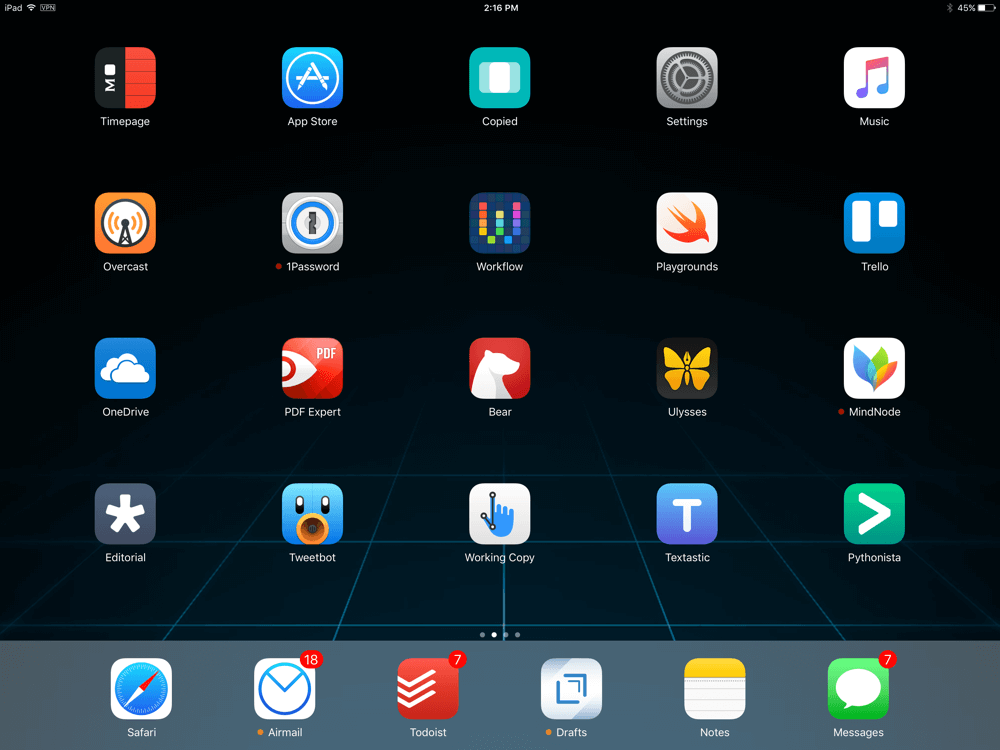 iPad VPN 2:16 PM 45%
Timepage App Store Copied Settings Music
Overcast 1Password Workflow Playgrounds Trello
PDF
OneDrive PDF Expert Bear Ulysses MindNode
T
Editorial Tweetbot Working Copy Textastic Pythonista
18 7 7
Safari Airmail Todoist Drafts Notes Messages